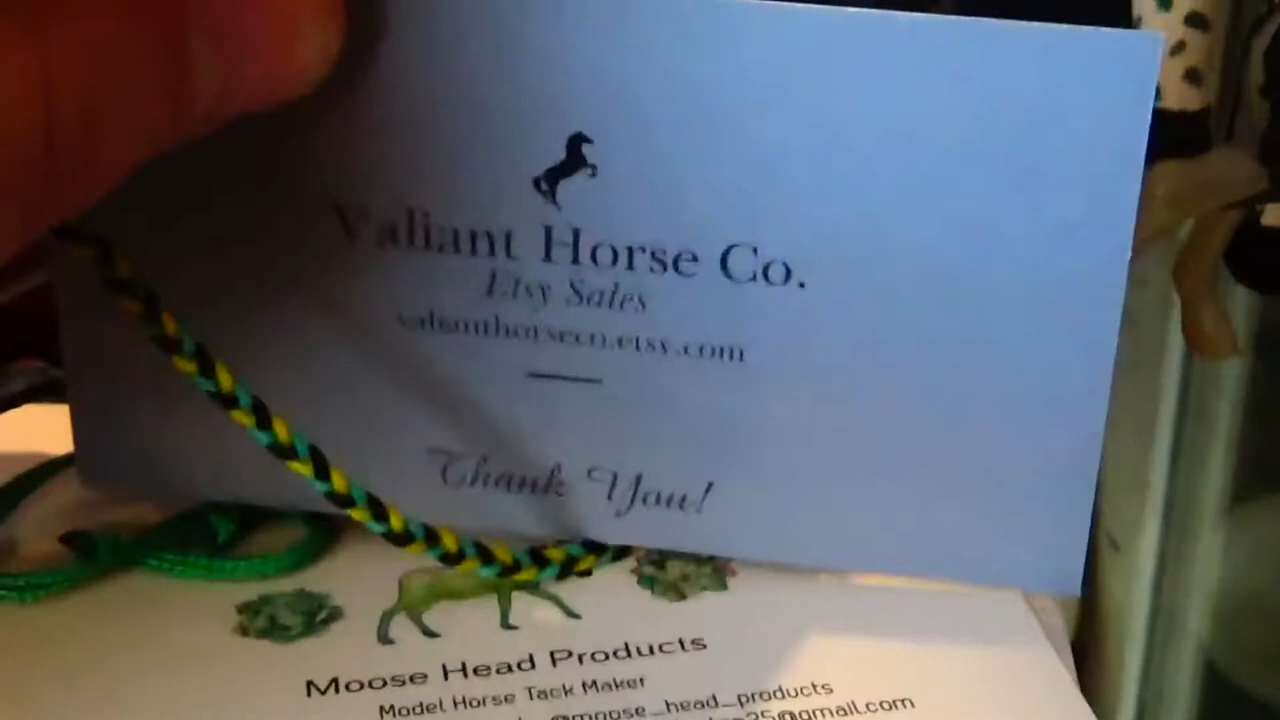 Valiant Horse Co.
Etsy Sales
valianthorseco.etsy.com
Thank You!
Moose Head Products
Model Horse Tack Maker
@moose_head_products
25@gmail.com